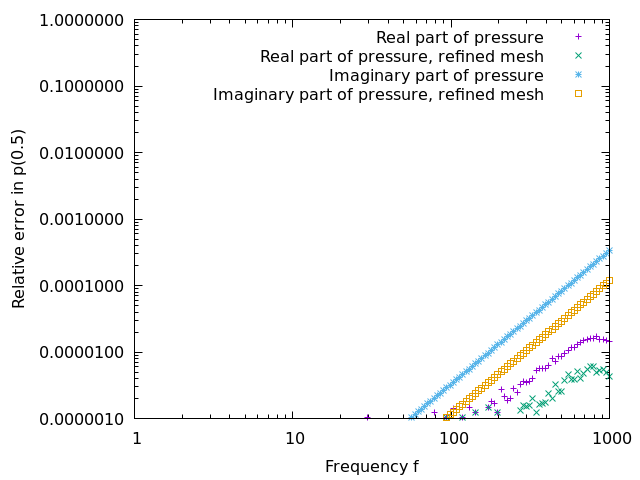 Relative error in p(0.5)
1.0000000
0.1000000
0.0100000
0.0010000
0.0001000
0.0000100
0.0000010
Real part of pressure
Real part of pressure, refined mesh
Imaginary part of pressure
Imaginary part of pressure, refined mesh
1 10 100 1000
Frequency f